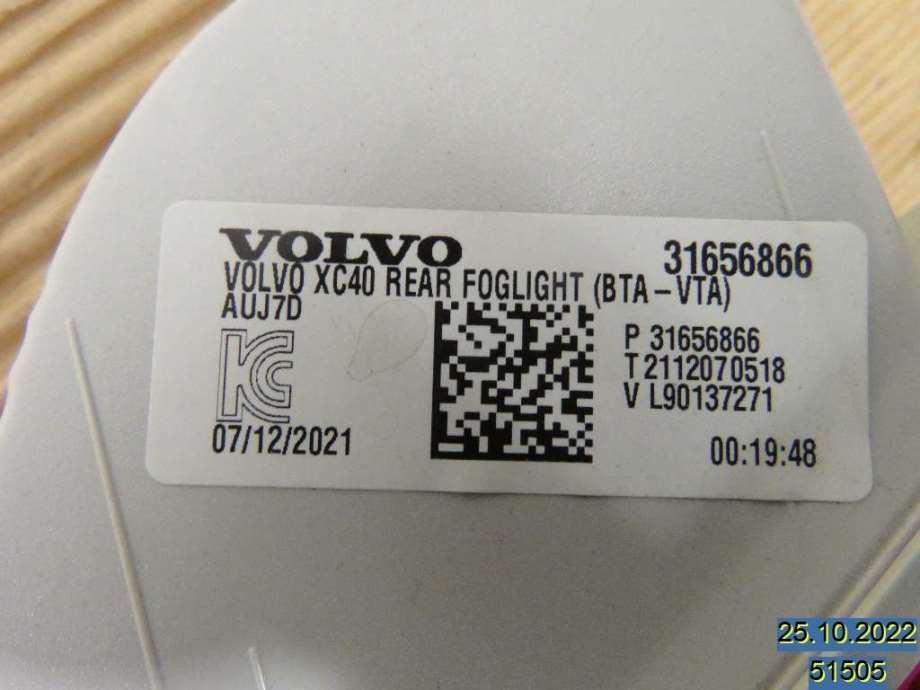 VOLVO 31656866
VOLVO XC40 REAR FOGLIGHT (BTA-VTA)
AUJ7D
P 31656866
T 2112070518
V L90137271
KC
07/12/2021
00:19:48
25.10.2022
51505